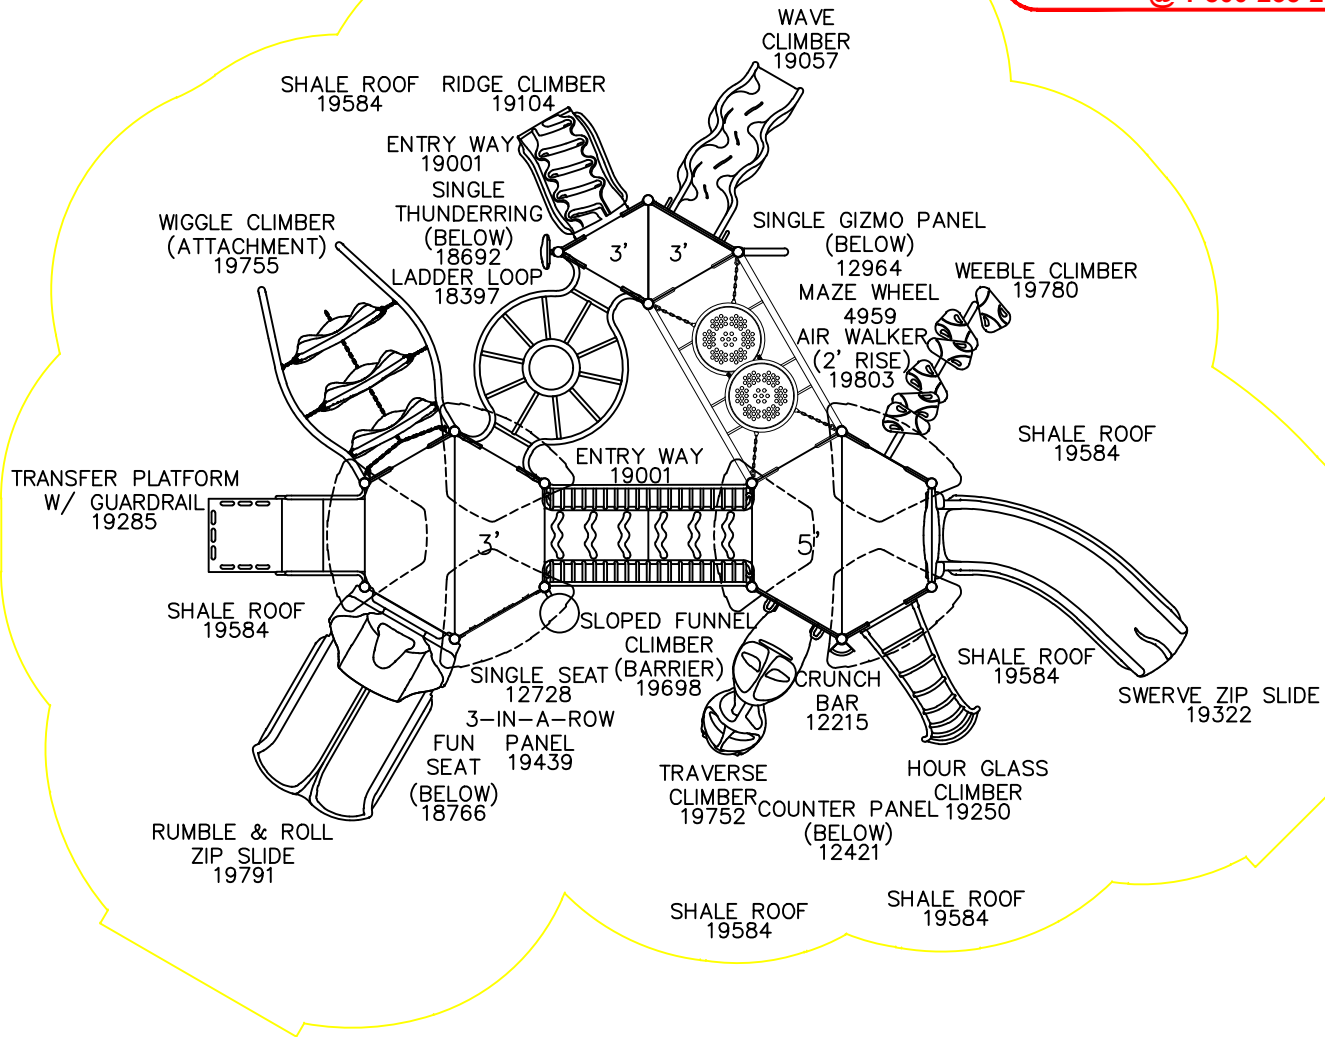 WAVE
CLIMBER
19057
SHALE ROOF
19584
RIDGE CLIMBER
19104
ENTRY WAY
19001
SINGLE
THUNDERRING
(BELOW)
18692
LADDER LOOP
18397
WIGGLE CLIMBER
(ATTACHMENT)
19755
3'
3'
SINGLE GIZMO PANEL
(BELOW)
12964
MAZE WHEEL
4959
AIR WALKER
(2' RISE)
19803
WEEBLE CLIMBER
19780
SHALE ROOF
19584
ENTRY WAY
19001
TRANSFER PLATFORM
W/ GUARDRAIL
19285
3'
5'
SHALE ROOF
19584
SLOPED FUNNEL
CLIMBER
(BARRIER)
19698
SINGLE SEAT
12728
3-IN-A-ROW
PANEL
19439
FUN
SEAT
(BELOW)
18766
CRUNCH
BAR
12215
SHALE ROOF
19584
SWERVE ZIP SLIDE
19322
TRAVERSE
CLIMBER
19752
HOUR GLASS
CLIMBER
19250
COUNTER PANEL
(BELOW)
12421
RUMBLE & ROLL
ZIP SLIDE
19791
SHALE ROOF
19584
SHALE ROOF
19584